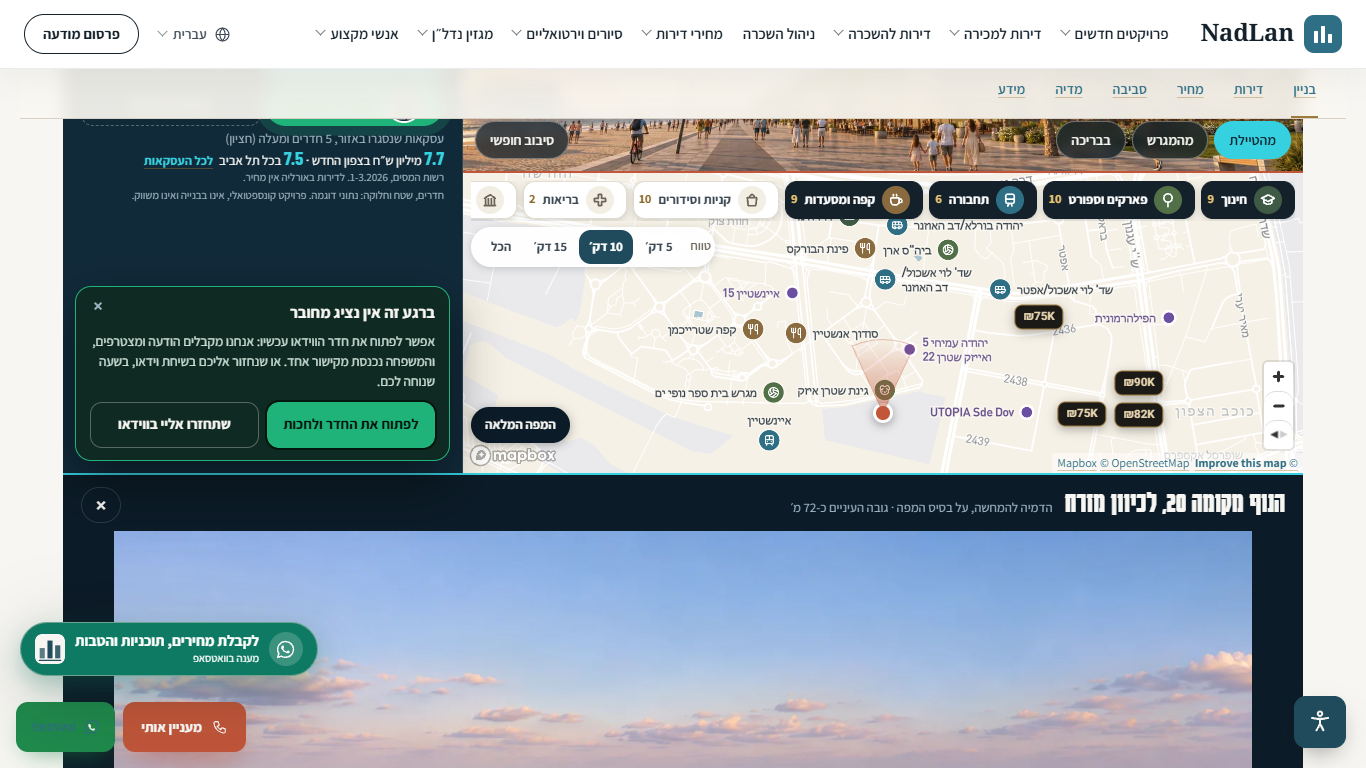 NadLan
פרויקטים חדשים
דירות למכירה
דירות להשכרה
ניהול השכרה
מחירי דירות
סיורים וירטואליים
מגזין נדל״ן
אנשי מקצוע
עברית
פרסום מודעה
בניין
דירות
מחיר
סביבה
מדיה
מידע
מהטיילת
מהמגרש
בבריכה
סיבוב חופשי
חינוך 9
פארקים וספורט 10
תחבורה 6
קפה ומסעדות 9
קניות וסידורים 10
בריאות 2
טווח
5 דק׳
10 דק׳
15 דק׳
הכל
יהודה בורלא/דב האוזנר
ביה"ס ארן
פינת הבורקס
שד' לוי אשכול/
דב האוזנר
שד' לוי אשכול/אפטר
איינשטיין 15
הפילהרמונית
₪75K
2436
סודוך אנשטיין
קפה שטרייכמן
יהודה עמיחי 5
ואייזק שטרן 22
2438
₪90K
גינת שטרן איזק
מגרש בית ספר נופי ים
UTOPIA Sde Dov
₪75K
₪82K
כוכב הצפון
איינשטיין
2439
המפה המלאה
mapbox
Mapbox © OpenStreetMap Improve this map ©
עסקאות שנסגרו באזור, 5 חדרים ומעלה (חציון)
7.7 מיליון ש״ח בצפון החדש · 7.5 בכל תל אביב לכל העסקאות
רשות המסים, 1-3.2026. לדירות באורליה אין מחיר.
חדרים, שטח וחלוקה: נתוני דוגמה. פרויקט קונספטואלי, אינו בבנייה ואינו משווק.
ברגע זה אין נציג מחובר
×
אפשר לפתוח את חדר הווידאו עכשיו: אנחנו מקבלים הודעה ומצטרפים,
והמשפחה נכנסת מקישור אחד. או שנחזור אליכם בשיחת וידאו, בשעה
שנוחה לכם.
לפתוח את החדר ולחכות
שתחזרו אליי בווידאו
הנוף מקומה 20, לכיוון מזרח
הדמיה להמחשה, על בסיס המפה · גובה העיניים כ-72 מ׳
×
לקבלת מחירים, תוכניות והטבות
מענה בוואטסאפ
מעניין אותי